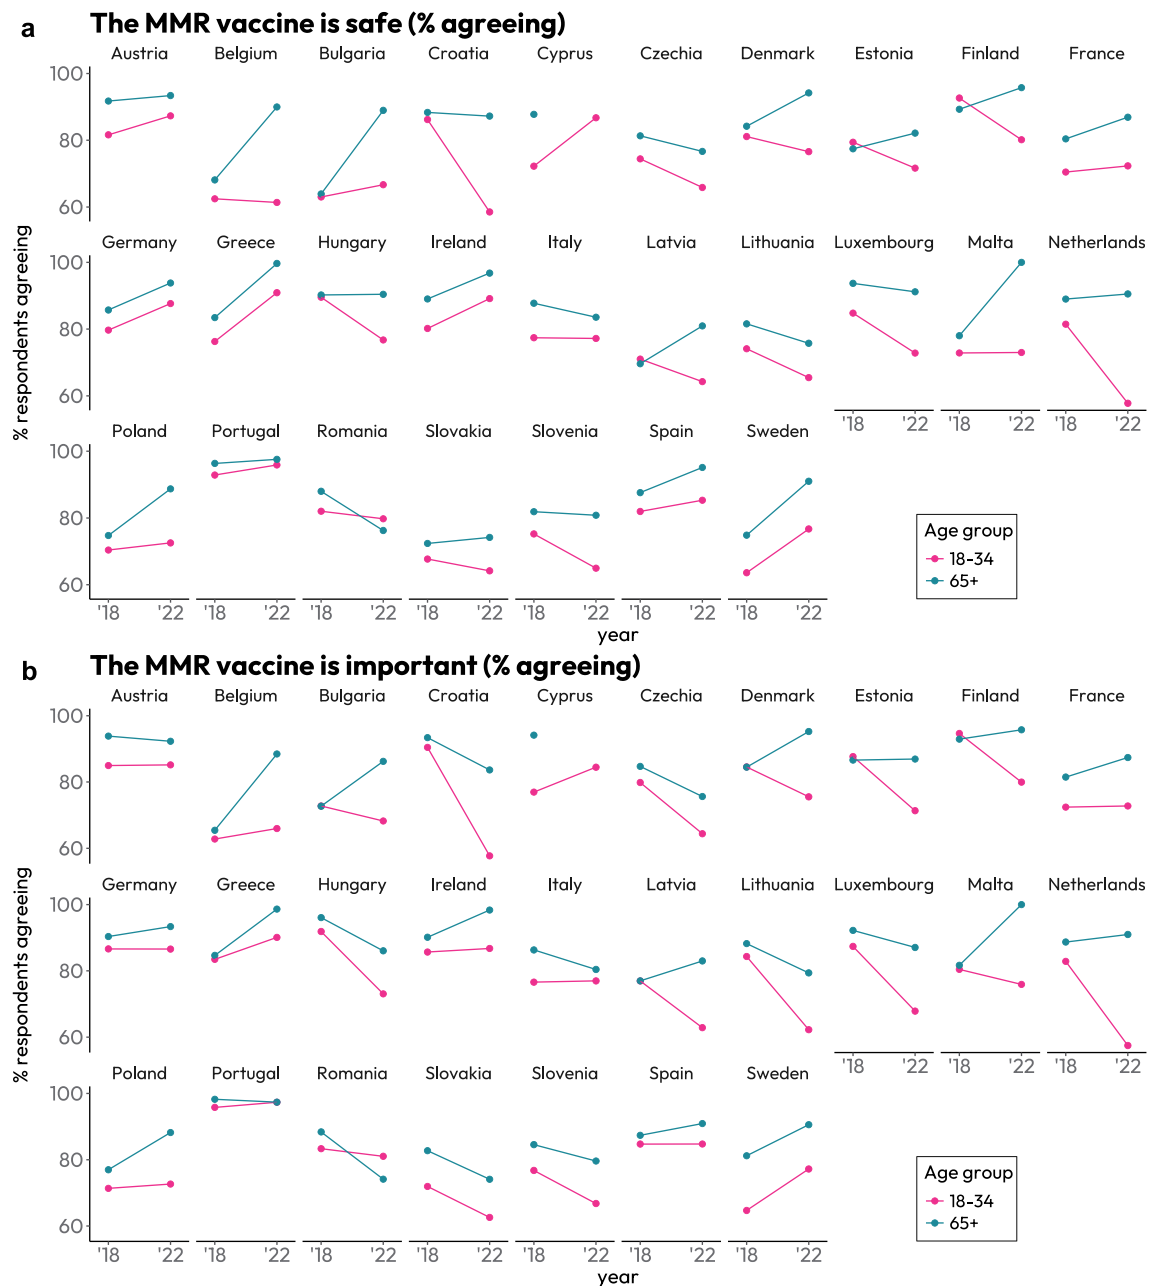 a The MMR vaccine is safe (% agreeing)
Austria Belgium Bulgaria Croatia Cyprus Czechia Denmark Estonia Finland France
100
80
60
Germany Greece Hungary Ireland Italy Latvia Lithuania Luxembourg Malta Netherlands
100
80
60
'18 '22 '18 '22 '18 '22
% respondents agreeing
Poland Portugal Romania Slovakia Slovenia Spain Sweden
100
80
60
'18 '22 '18 '22 '18 '22 '18 '22 '18 '22 '18 '22 '18 '22
year
Age group
18-34
65+
b The MMR vaccine is important (% agreeing)
Austria Belgium Bulgaria Croatia Cyprus Czechia Denmark Estonia Finland France
100
80
60
Germany Greece Hungary Ireland Italy Latvia Lithuania Luxembourg Malta Netherlands
100
80
60
'18 '22 '18 '22 '18 '22
% respondents agreeing
Poland Portugal Romania Slovakia Slovenia Spain Sweden
100
80
60
'18 '22 '18 '22 '18 '22 '18 '22 '18 '22 '18 '22 '18 '22
year
Age group
18-34
65+